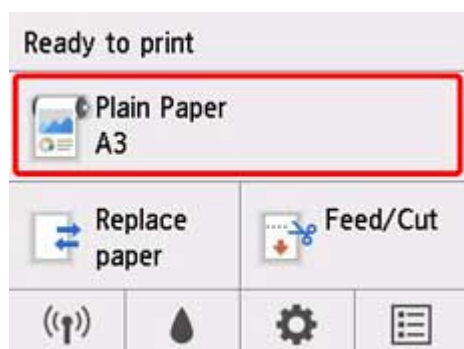 Ready to print
Plain Paper
A3
Replace
paper
Feed/Cut